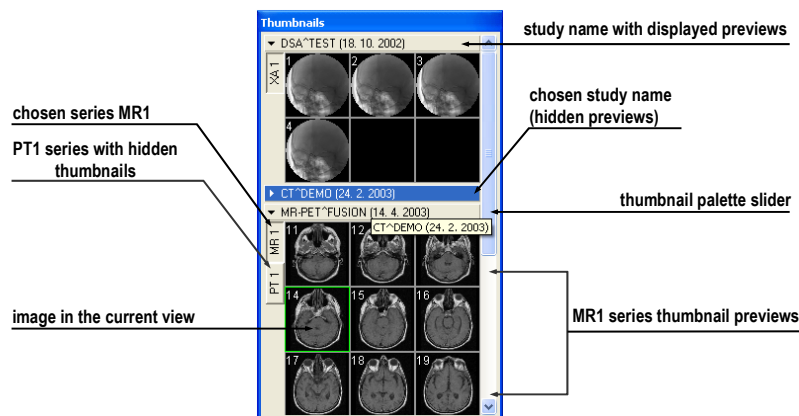 Thumbnails
DSA^TEST (18. 10. 2002)
study name with displayed previews
XA 1
1
2
3
4
chosen study name
(hidden previews)
chosen series MR1
PT1 series with hidden
thumbnails
CT^DEMO (24. 2. 2003)
thumbnail palette slider
MR-PET^FUSION (14. 4. 2003)
CT^DEMO (24. 2. 2003)
MR 1
PT 1
11
12
14
15
16
image in the current view
MR1 series thumbnail previews
17
18
19